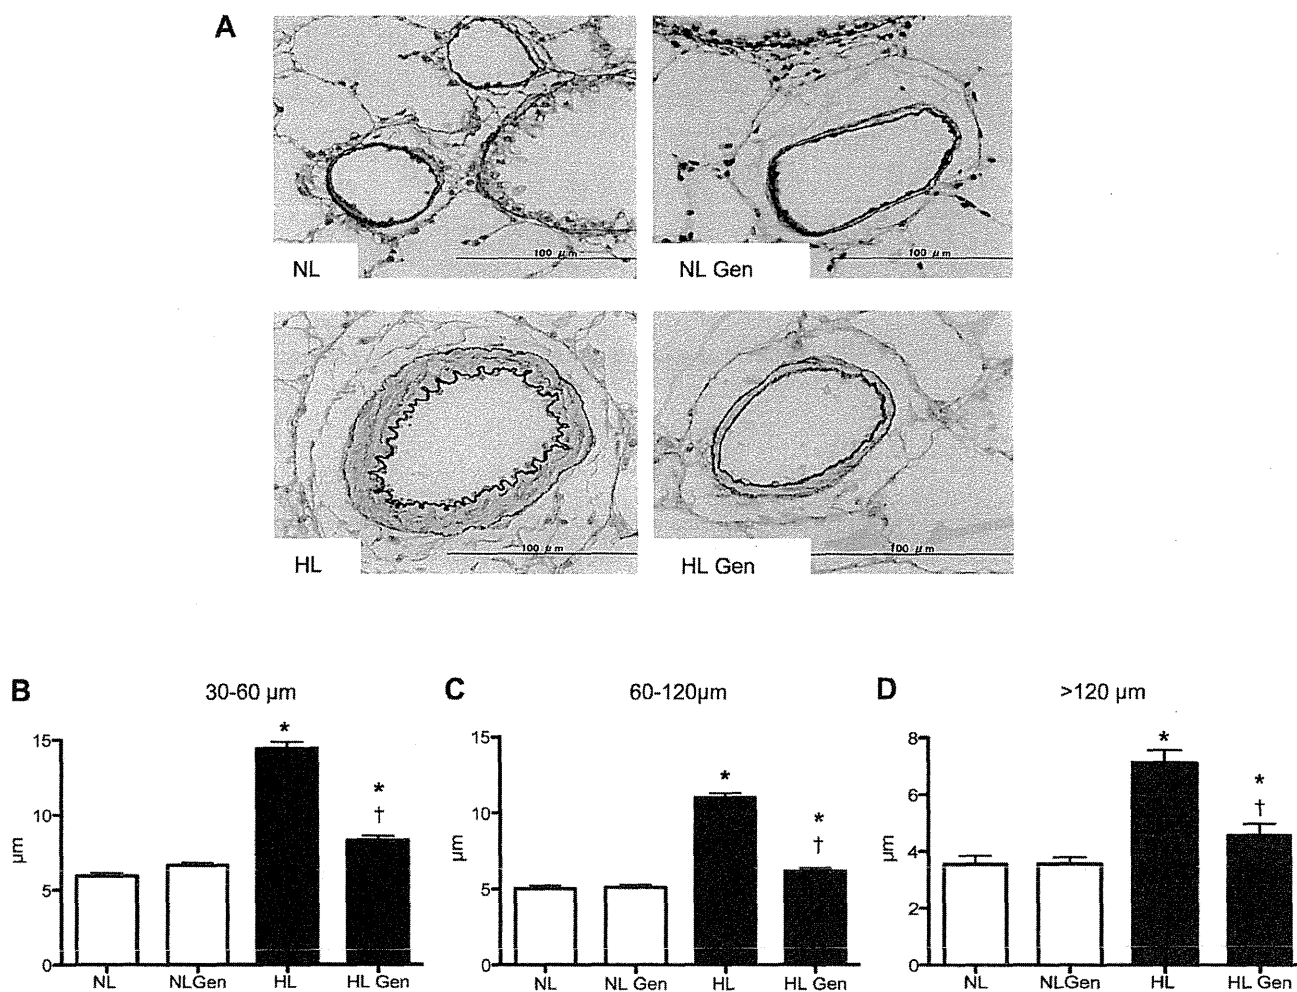 A
NL
100 µm
NL Gen
100 µm
HL
100 µm
HL Gen
100 µm
B
30-60 µm
µm
15
10
5
0
*
*
†
NL
NLGen
HL
HL Gen
C
60-120µm
µm
15
10
5
0
*
*
†
NL
NLGen
HL
HL Gen
D
>120 µm
µm
8
6
4
2
0
*
*
†
NL
NLGen
HL
HL Gen